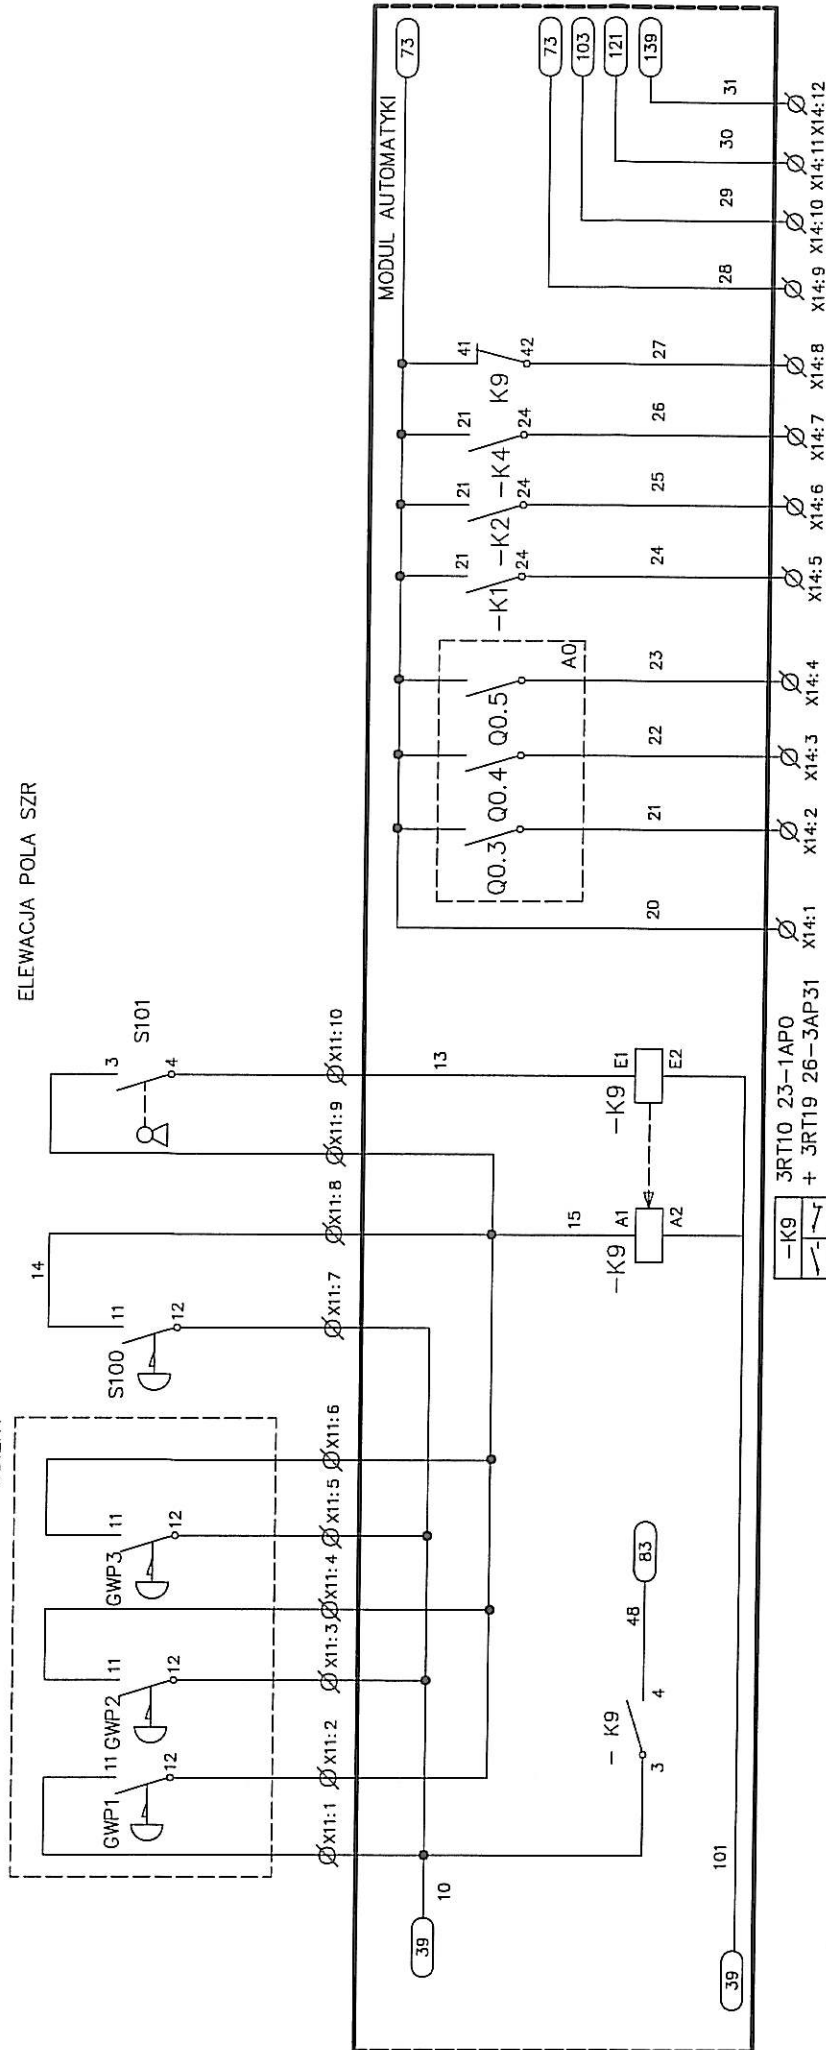 ELEWACJA POLA SZR
14
GWP1
11
12
GWP2
11
12
GWP3
11
12
S100
11
12
3
4
S101
X11:1
X11:2
X11:3
X11:4
X11:5
X11:6
X11:7
X11:8
X11:9
X11:10
MODUL AUTOMATYKI
39
10
- K9
3
4
48
83
15
-K9
A1
A2
13
-K9
E1
E2
39
101
73
73
103
121
139
Q0.3
Q0.4
Q0.5
A0
-K1
21
24
-K2
21
24
-K4
21
24
K9
41
42
20
21
22
23
24
25
26
27
28
29
30
31
X14:1
X14:2
X14:3
X14:4
X14:5
X14:6
X14:7
X14:8
X14:9
X14:10
X14:11
X14:12
-K9
3RT10 23-1AP0
+ 3RT19 26-3AP31